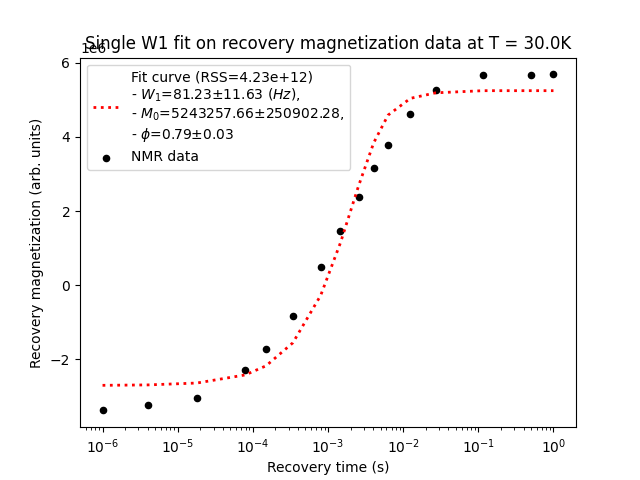 Single W1 fit on recovery magnetization data at T = 30.0K
1e6
Fit curve (RSS=4.23e+12)
- W₁=81.23±11.63 (Hz),
- M₀=5243257.66±250902.28,
- ϕ=0.79±0.03
NMR data
6
4
2
0
−2
Recovery magnetization (arb. units)
10⁻⁶ 10⁻⁵ 10⁻⁴ 10⁻³ 10⁻² 10⁻¹ 10⁰
Recovery time (s)